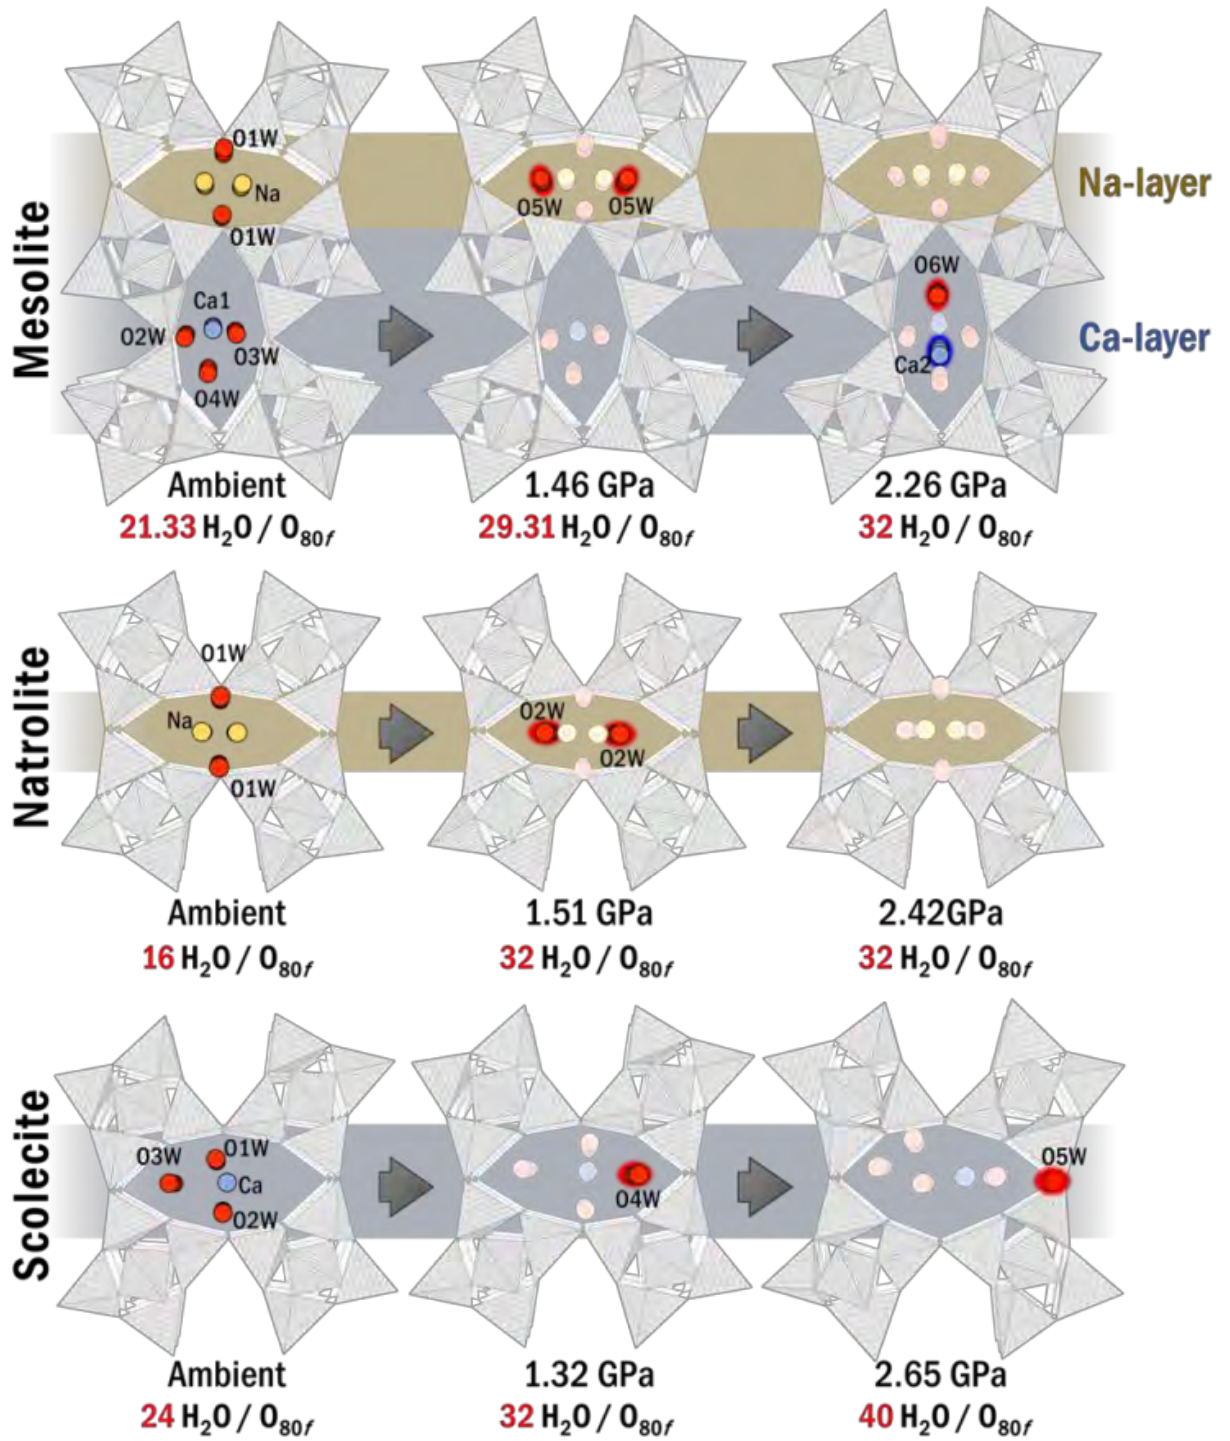 Mesolite
O1W
Na
O1W
Ca1
O2W
O3W
O4W
O5W
O5W
O6W
Ca2
Na-layer
Ca-layer
Ambient
1.46 GPa
2.26 GPa
21.33 H₂O / O₈₀f
29.31 H₂O / O₈₀f
32 H₂O / O₈₀f
Natrolite
O1W
Na
O1W
O2W
O2W
Ambient
1.51 GPa
2.42GPa
16 H₂O / O₈₀f
32 H₂O / O₈₀f
32 H₂O / O₈₀f
Scolecite
O3W
O1W
Ca
O2W
O4W
O5W
Ambient
1.32 GPa
2.65 GPa
24 H₂O / O₈₀f
32 H₂O / O₈₀f
40 H₂O / O₈₀f